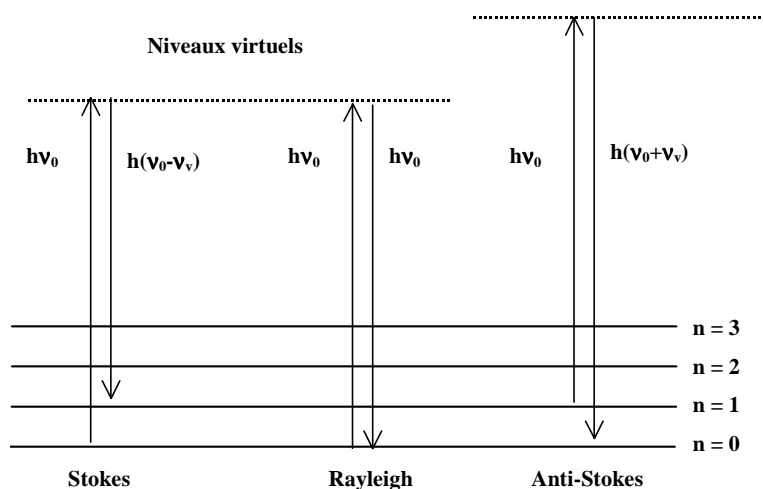 Niveaux virtuels
hν₀
h(ν₀-νᵥ)
hν₀
hν₀
hν₀
h(ν₀+νᵥ)
n = 3
n = 2
n = 1
n = 0
Stokes
Rayleigh
Anti-Stokes